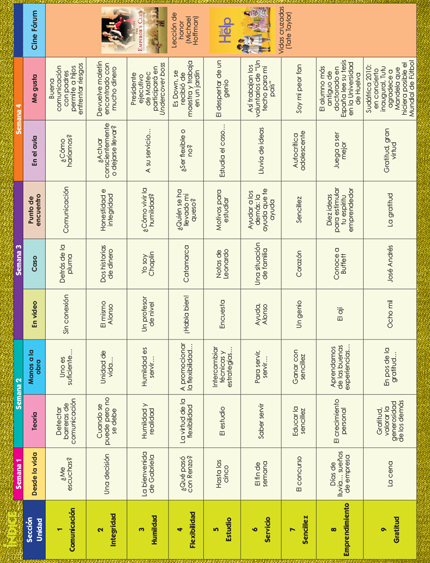 ÍNDICE
Semana 1
Semana 2
Semana 3
Semana 4
Sección
Unidad
Desde la vida
Teoría
Manos a la obra
En video
Caso
Punto de encuentro
En el aula
Me gusta
Cine Fórum
1
Comunicación
¿Me escuchas?
Detectar barreras de comunicación
Uno es suficiente...
Sin conexión
Detrás de la pluma
Comunicación
¿Cómo hablamos?
Buena comunicación con padres permite a hijos enfrentar riesgos
2
Integridad
Una decisión
Cuando se puede pero no se debe
Unidad de vida...
El mismo Alonso
Dos historias de dinero
Honestidad e integridad
¿Actuar conscientemente o dejarse llevar?
Devuelve maletín encontrado con mucho dinero
3
Humildad
La bienvenida de Gabriela
Humildad y realidad
Humildad es servir...
Un profesor de nivel
Yo soy Chaplin
¿Cómo vivir la humildad?
A su servicio...
Presidente ejecutivo de Mastec participado en Undercover boss
4
Flexibilidad
¿Qué pasó con Renzo?
La virtud de la flexibilidad
A promocionar la flexibilidad...
¡Habla bien!
Catamarca
¿Quién se ha llevado mi queso?
¿Ser flexible o no?
Es Down, se recibió de maestra y trabaja en un jardín
Lección de honor (Michael Hoffman)
5
Estudio
Hasta las cinco
El estudio
Intercambiar técnicas y estrategias...
Encuesta
Notas de Leonardo
Motivos para estudiar
Estudia el caso...
El despertar de un genio
the Help
6
Servicio
El fin de semana
Saber servir
Para servir, servir...
Ayuda, Alonso
Una situación de familia
Ayudar a los demás: la ayuda que te ayuda
Lluvia de ideas
Así trabajan los voluntarios de "Un techo para mi país"
Vidas cruzadas (Tate Taylor)
7
Sencillez
El concurso
Educar la sencillez
Ganar con sencillez
Un genio
Corazón
Sencillez
Autocrítica adolescente
Soy mi peor fan
8
Emprendimiento
Días de lluvia... sueños de empresa
El crecimiento personal
Aprendamos de las buenas experiencias...
El ají
Conoce a Buffett
Diez ideas para estimular tu espíritu emprendedor
Juega a ser mejor
El alumno más antiguo de doctorado en España lee su tesis en la Universidad de Huelva
9
Gratitud
La cena
Gratitud, valorar la generosidad de los demás
En pos de la gratitud...
Ocho mil
José Andrés
La gratitud
Gratitud, gran virtud
Sudáfrica 2010: en concierto inaugural, Tutu agradece a Mandela que hiciera posible el Mundial de Fútbol